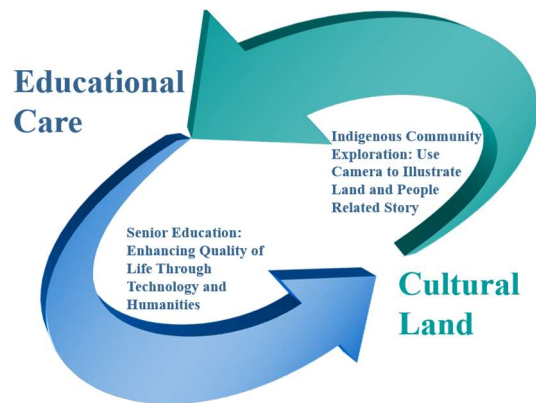 Educational
Care
Indigenous Community
Exploration: Use
Camera to Illustrate
Land and People
Related Story
Senior Education:
Enhancing Quality of
Life Through
Technology and
Humanities
Cultural
Land